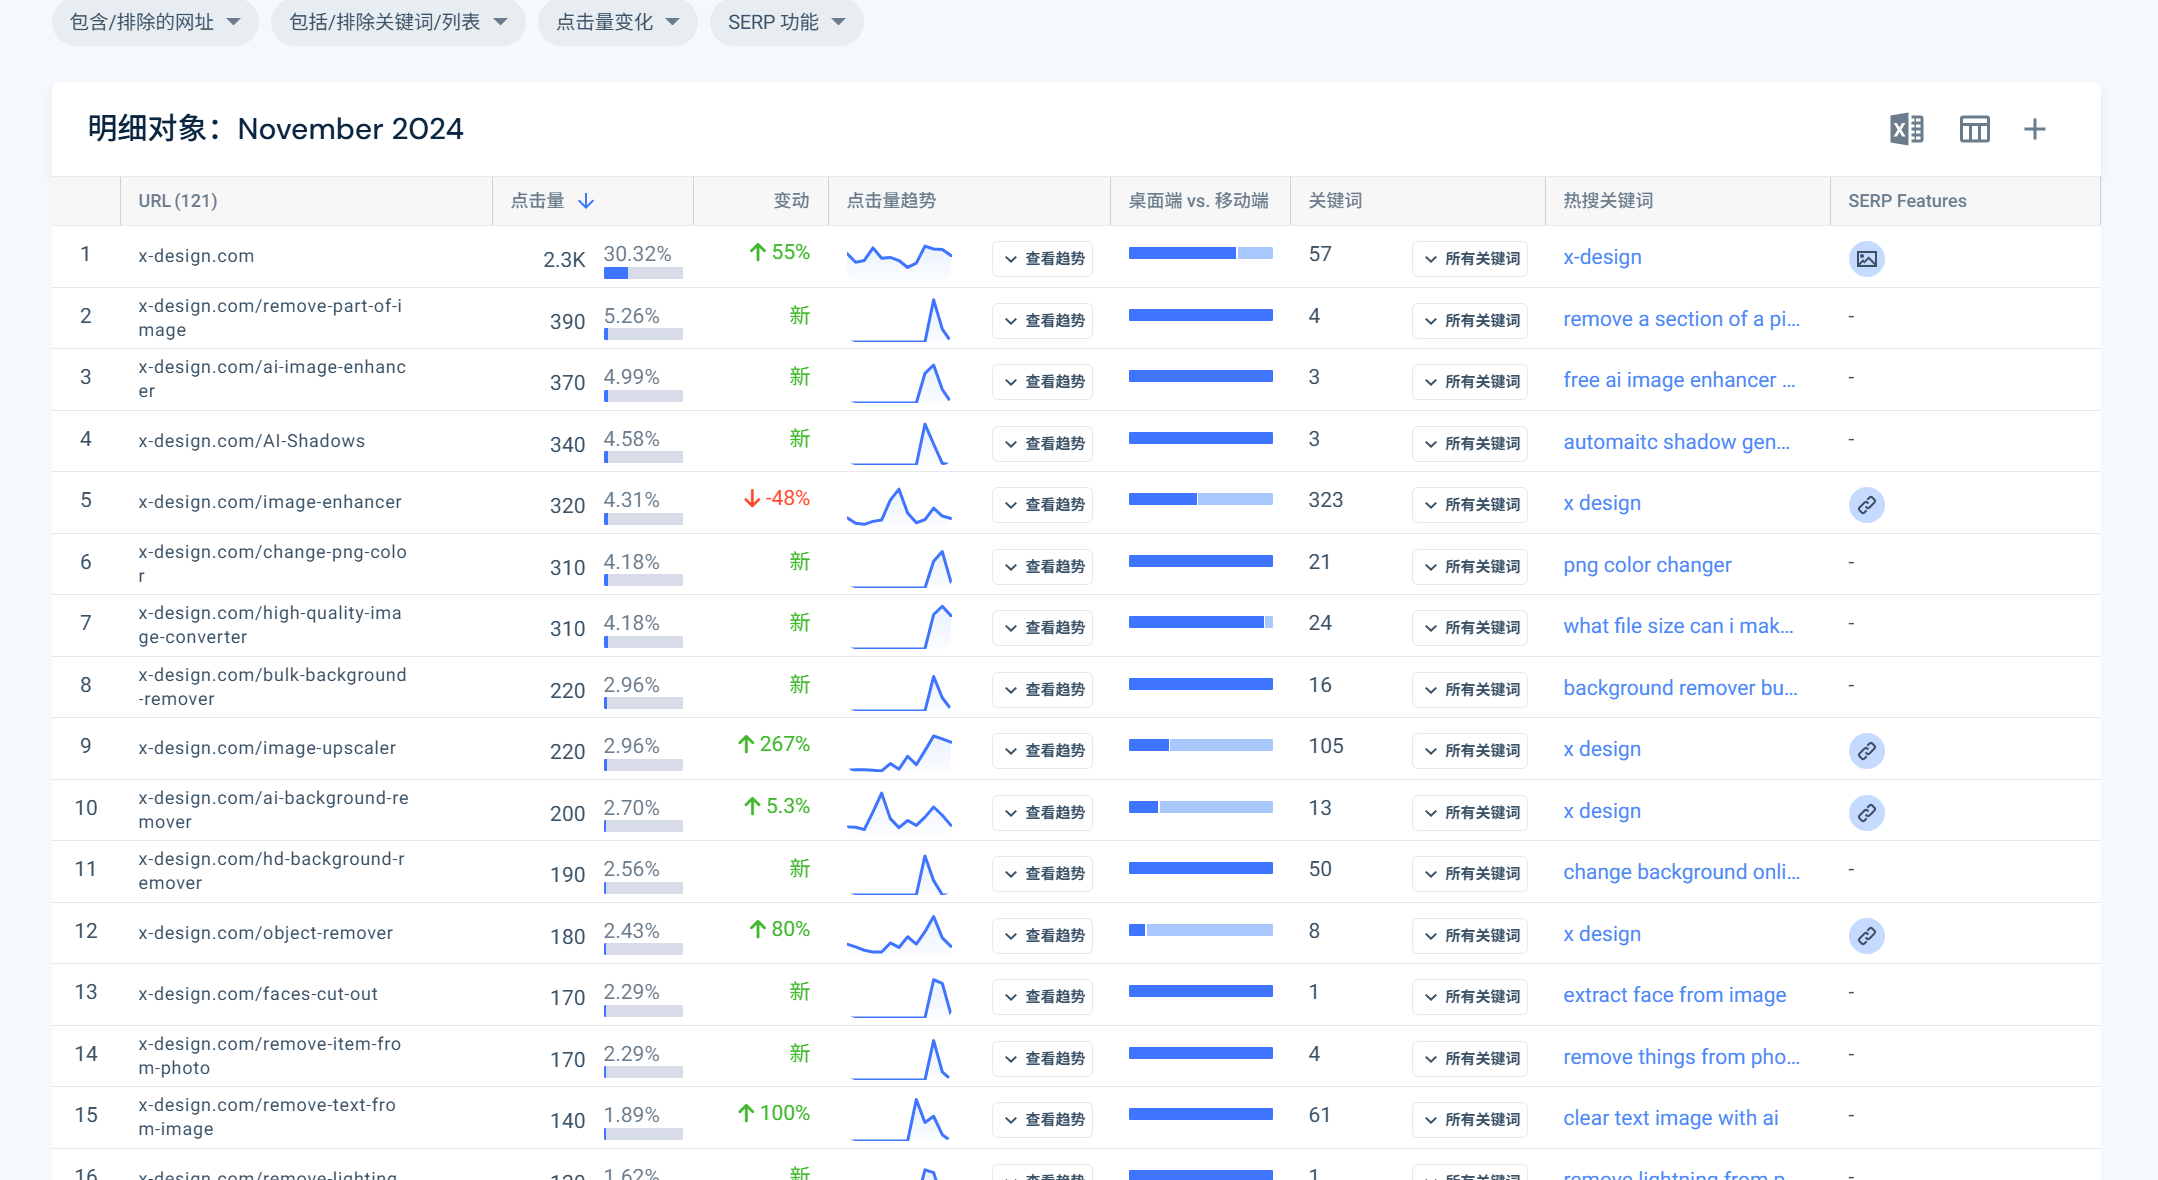 包含/排除的网址 包括/排除关键词/列表 点击量变化 SERP 功能
明细对象：November 2024
URL (121) 点击量 变动 点击量趋势 桌面端 vs. 移动端 关键词 热搜关键词 SERP Features
1 x-design.com 2.3K 30.32% 55% 查看趋势 57 所有关键词 x-design
2 x-design.com/remove-part-of-i
mage 390 5.26% 新 查看趋势 4 所有关键词 remove a section of a pi... -
3 x-design.com/ai-image-enhanc
er 370 4.99% 新 查看趋势 3 所有关键词 free ai image enhancer ... -
4 x-design.com/AI-Shadows 340 4.58% 新 查看趋势 3 所有关键词 automaitc shadow gen... -
5 x-design.com/image-enhancer 320 4.31% -48% 查看趋势 323 所有关键词 x design
6 x-design.com/change-png-colo
r 310 4.18% 新 查看趋势 21 所有关键词 png color changer -
7 x-design.com/high-quality-ima
ge-converter 310 4.18% 新 查看趋势 24 所有关键词 what file size can i mak... -
8 x-design.com/bulk-background
-remover 220 2.96% 新 查看趋势 16 所有关键词 background remover bu... -
9 x-design.com/image-upscaler 220 2.96% 267% 查看趋势 105 所有关键词 x design
10 x-design.com/ai-background-re
mover 200 2.70% 5.3% 查看趋势 13 所有关键词 x design
11 x-design.com/hd-background-r
emover 190 2.56% 新 查看趋势 50 所有关键词 change background onli... -
12 x-design.com/object-remover 180 2.43% 80% 查看趋势 8 所有关键词 x design
13 x-design.com/faces-cut-out 170 2.29% 新 查看趋势 1 所有关键词 extract face from image -
14 x-design.com/remove-item-fro
m-photo 170 2.29% 新 查看趋势 4 所有关键词 remove things from pho... -
15 x-design.com/remove-text-fro
m-image 140 1.89% 100% 查看趋势 61 所有关键词 clear text image with ai -
16 x-design.com/remove-lighting 1.62% 新 查看趋势 1 所有关键词 remove lightning from p -